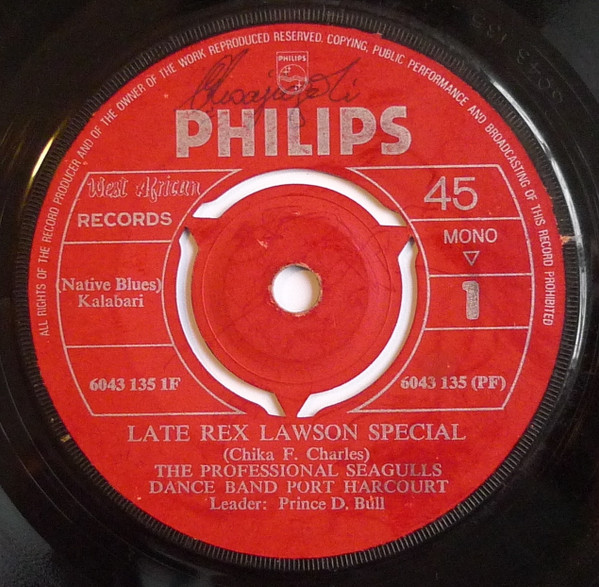 ALL RIGHTS OF THE RECORD PRODUCER AND OF THE OWNER OF THE WORK REPRODUCED RESERVED. COPYING, PUBLIC PERFORMANCE AND BROADCASTING OF THIS RECORD PROHIBITED
PHILIPS
PHILIPS
West African
RECORDS
45
MONO
1
(Native Blues)
Kalabari
6043 135 1F
6043 135 (PF)
LATE REX LAWSON SPECIAL
(Chika F. Charles)
THE PROFESSIONAL SEAGULLS
DANCE BAND PORT HARCOURT
Leader: Prince D. Bull